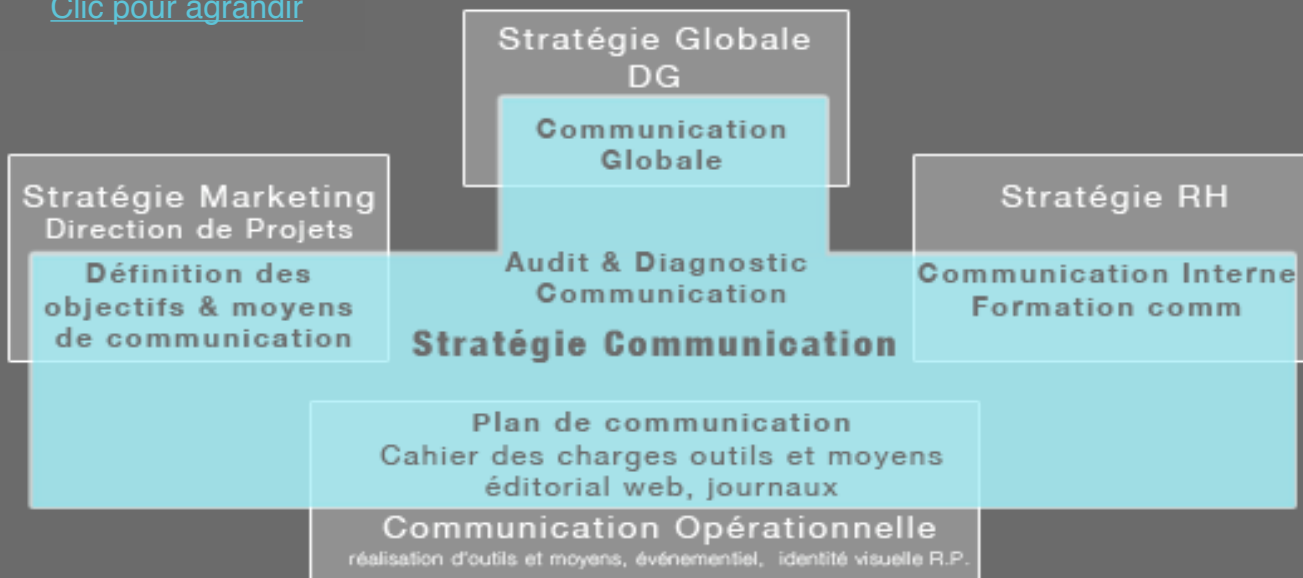 Clic pour agrandir
Stratégie Globale
DG
Communication
Globale
Stratégie Marketing
Direction de Projets
Définition des
objectifs & moyens
de communication
Audit & Diagnostic
Communication
Stratégie Communication
Stratégie RH
Communication Interne
Formation comm
Plan de communication
Cahier des charges outils et moyens
éditorial web, journaux
Communication Opérationnelle
réalisation d'outils et moyens, événementiel, identité visuelle R.P.